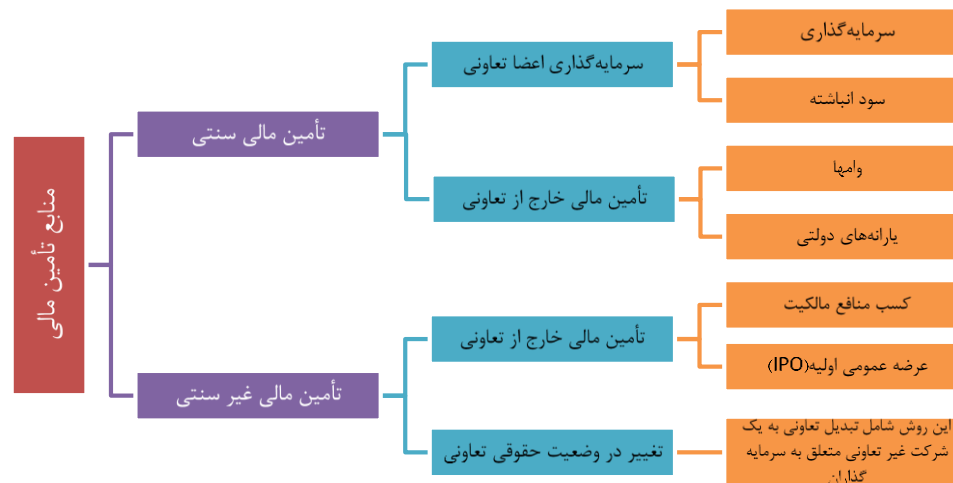 منابع تأمین مالی
تأمین مالی سنتی
سرمایه‌گذاری اعضا تعاونی
سرمایه‌گذاری
سود انباشته
تأمین مالی خارج از تعاونی
وامها
یارانه‌های دولتی
تأمین مالی غیر سنتی
تأمین مالی خارج از تعاونی
کسب منافع مالکیت
عرضه عمومی اولیه(IPO)
تغییر در وضعیت حقوقی تعاونی
این روش شامل تبدیل تعاونی به یک
شرکت غیر تعاونی متعلق به سرمایه
گذاران